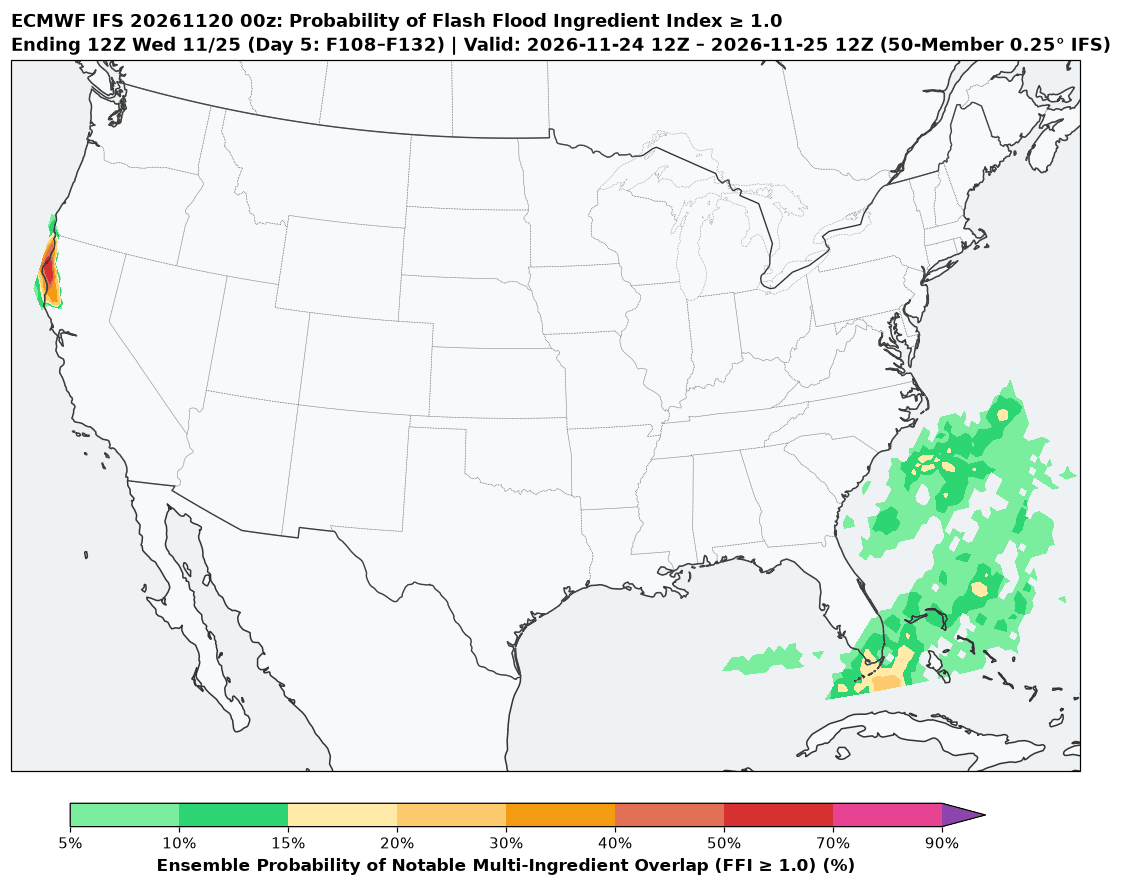 ECMWF IFS 20261120 00z: Probability of Flash Flood Ingredient Index ≥ 1.0
Ending 12Z Wed 11/25 (Day 5: F108–F132) | Valid: 2026-11-24 12Z – 2026-11-25 12Z (50-Member 0.25° IFS)
5% 10% 15% 20% 30% 40% 50% 70% 90%
Ensemble Probability of Notable Multi-Ingredient Overlap (FFI ≥ 1.0) (%)